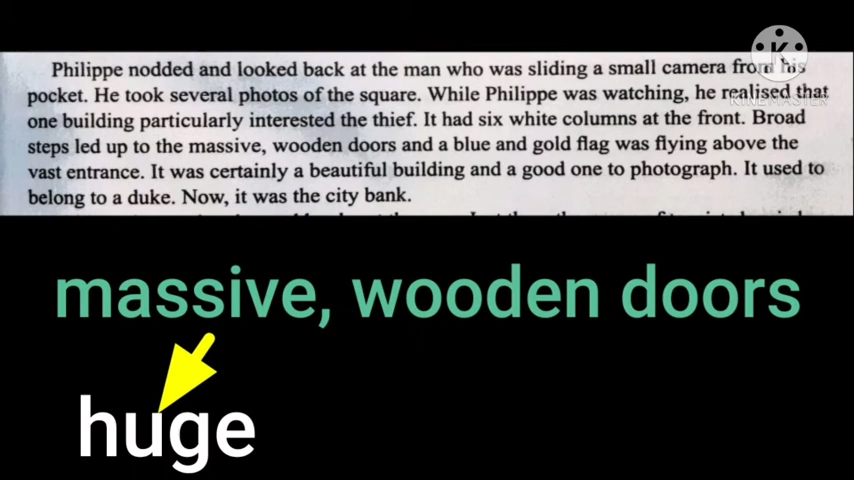 Philippe nodded and looked back at the man who was sliding a small camera from his
pocket. He took several photos of the square. While Philippe was watching, he realised that
one building particularly interested the thief. It had six white columns at the front. Broad
steps led up to the massive, wooden doors and a blue and gold flag was flying above the
vast entrance. It was certainly a beautiful building and a good one to photograph. It used to
belong to a duke. Now, it was the city bank.
massive, wooden doors
huge
K
KINEMASTER